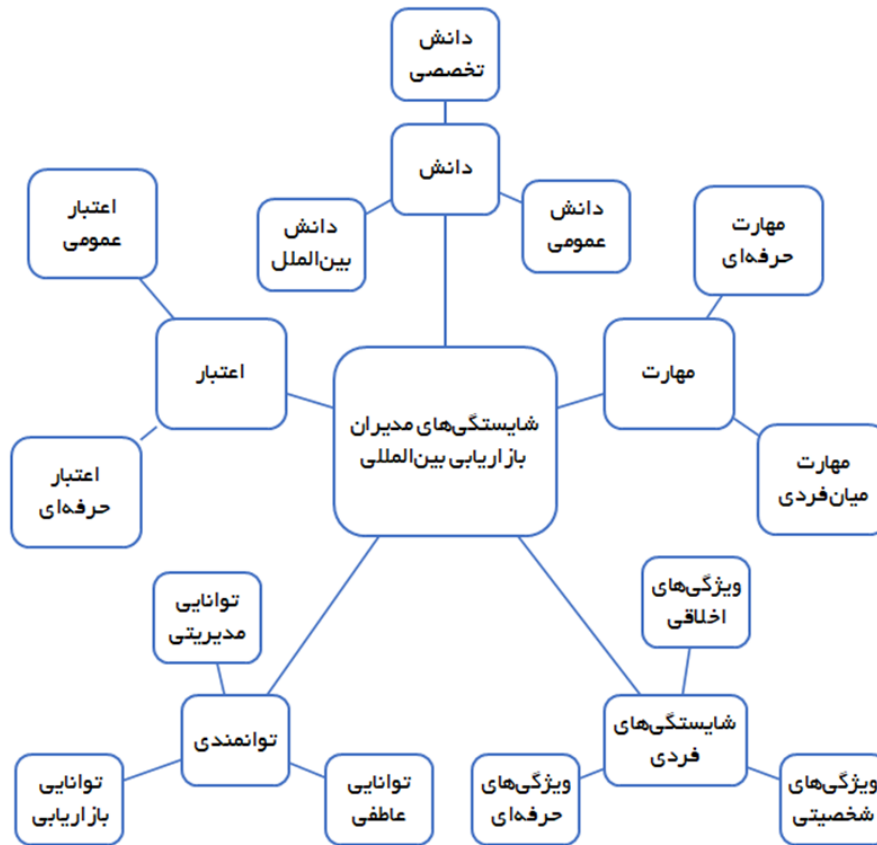 دانش
تخصصی
دانش
دانش
عمومی
دانش
بین‌الملل
مهارت
حرفه‌ای
مهارت
مهارت
میان‌فردی
اعتبار
عمومی
اعتبار
اعتبار
حرفه‌ای
شایستگی‌های مدیران
بازاریابی بین‌المللی
ویژگی‌های
اخلاقی
شایستگی‌های
فردی
ویژگی‌های
شخصیتی
ویژگی‌های
حرفه‌ای
توانایی
مدیریتی
توانمندی
توانایی
عاطفی
توانایی
بازاریابی